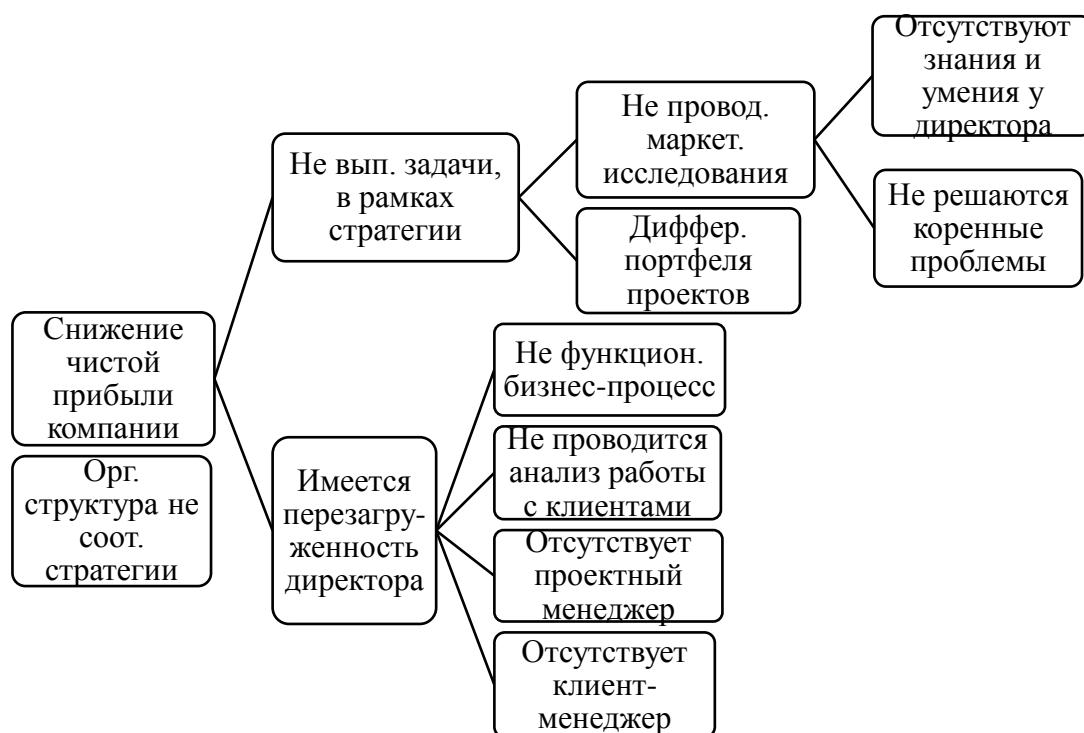 Снижение
чистой
прибыли
компании
Орг.
структура не
соот.
стратегии
Не вып. задачи,
в рамках
стратегии
Имеется
перезагру-
женность
директора
Не провод.
маркет.
исследования
Диффер.
портфеля
проектов
Не функцион.
бизнес-процесс
Не проводится
анализ работы
с клиентами
Отсутствует
проектный
менеджер
Отсутствует
клиент-
менеджер
Отсутствуют
знания и
умения у
директора
Не решаются
коренные
проблемы